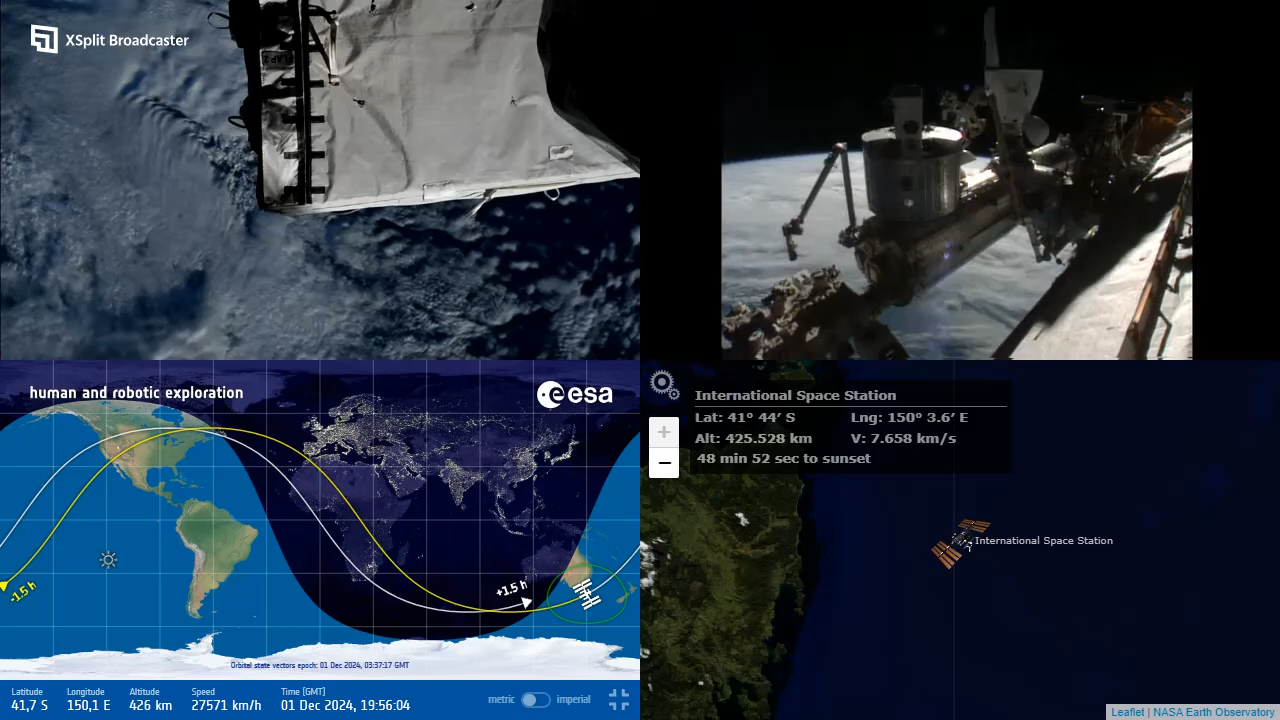 XSplit Broadcaster
FLAP 2
human and robotic exploration
esa
-1.5 h
+1.5 h
Orbital state vectors epoch: 01 Dec 2024, 03:37:17 GMT
Latitude Longitude Altitude Speed Time [GMT]
41,7 S 150,1 E 426 km 27571 km/h 01 Dec 2024, 19:56:04
metric imperial
International Space Station
Lat: 41° 44′ S Lng: 150° 3.6′ E
Alt: 425.528 km V: 7.658 km/s
48 min 52 sec to sunset
+
−
International Space Station
Leaflet | NASA Earth Observatory